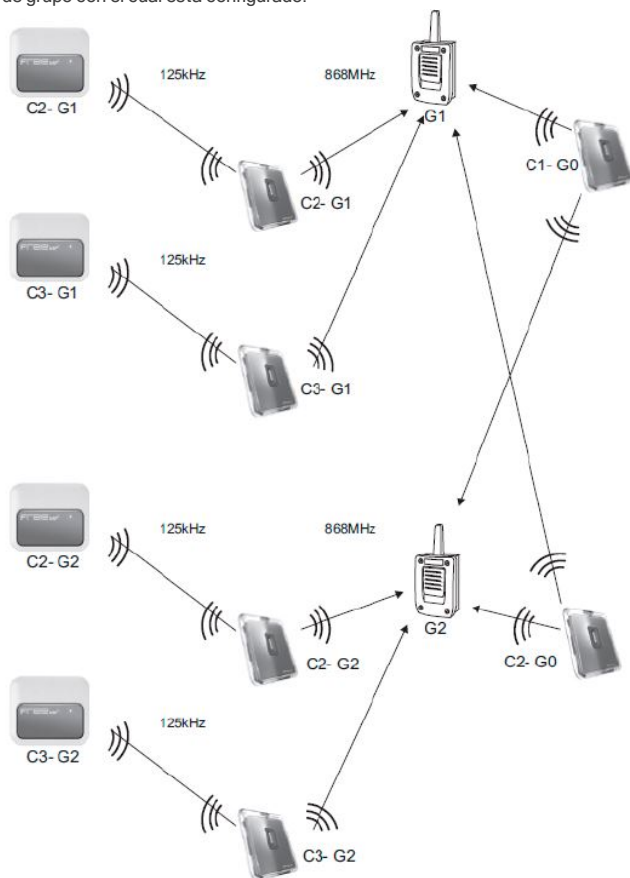 de grupo con el cual está configurado.
125kHz
868MHz
C2- G1
G1
C1- G0
C2- G1
125kHz
C3- G1
C3- G1
125kHz
868MHz
C2- G2
G2
C2- G2
C2- G0
125kHz
C3- G2
C3- G2